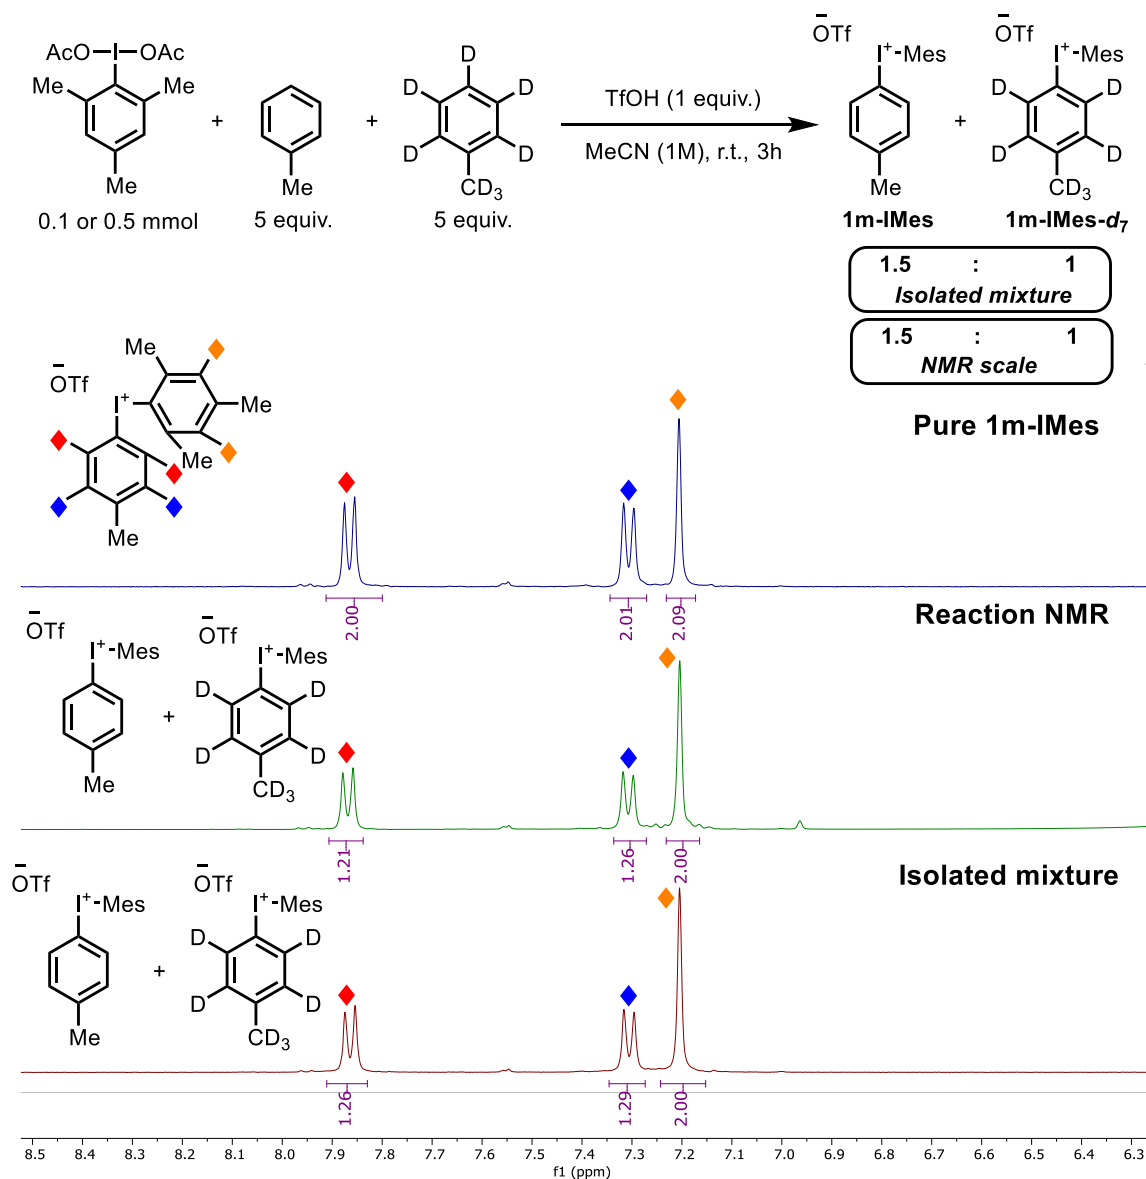 AcO I OAc
Me Me
Me
0.1 or 0.5 mmol
+
Me
5 equiv.
+
D
D D
D D
CD3
5 equiv.
TfOH (1 equiv.)
MeCN (1M), r.t., 3h
−
OTf
I+-Mes
Me
1m-IMes
+
−
OTf
I+-Mes
D D
D D
CD3
1m-IMes-d7
1.5 : 1
Isolated mixture
1.5 : 1
NMR scale
−
OTf
Me
I+
Me
Me
Me
Pure 1m-IMes
2.00 2.01 2.09
Reaction NMR
−
OTf
I+-Mes
Me
+
−
OTf
I+-Mes
D D
D D
CD3
1.21 1.26 2.00
Isolated mixture
−
OTf
I+-Mes
Me
+
−
OTf
I+-Mes
D D
D D
CD3
1.26 1.29 2.00
8.5 8.4 8.3 8.2 8.1 8.0 7.9 7.8 7.7 7.6 7.5 7.4 7.3 7.2 7.1 7.0 6.9 6.8 6.7 6.6 6.5 6.4 6.3
f1 (ppm)